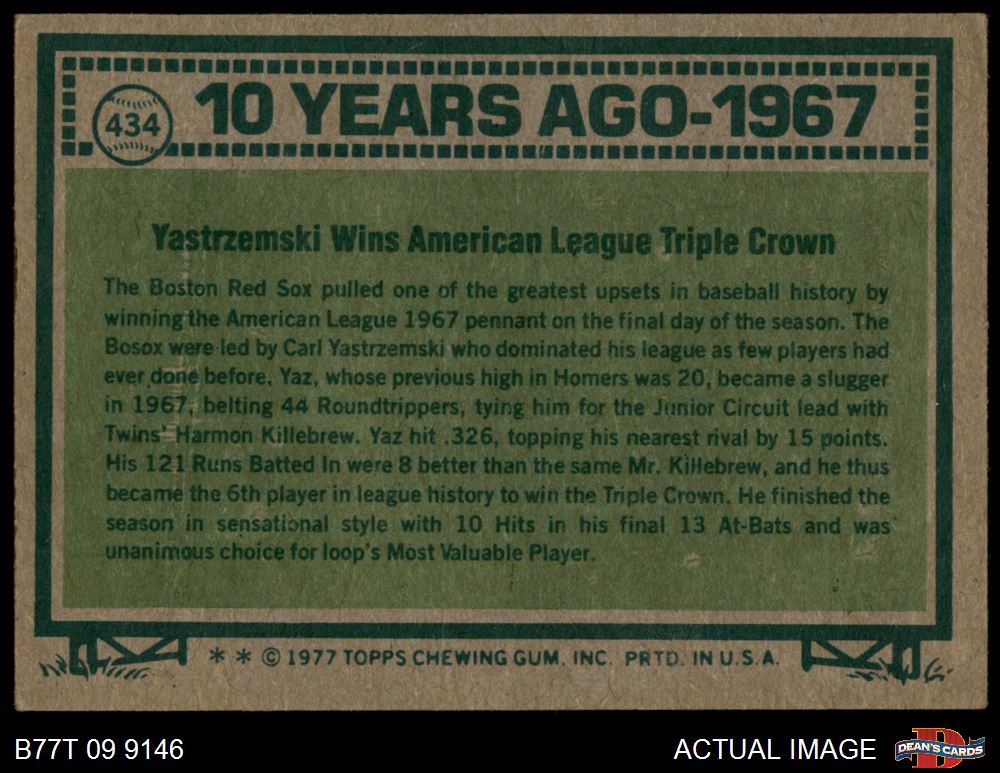 434
10 YEARS AGO-1967
Yastrzemski Wins American League Triple Crown
The Boston Red Sox pulled one of the greatest upsets in baseball history by
winning the American League 1967 pennant on the final day of the season. The
Bosox were led by Carl Yastrzemski who dominated his league as few players had
ever done before. Yaz, whose previous high in Homers was 20, became a slugger
in 1967, belting 44 Roundtrippers, tying him for the Junior Circuit lead with
Twins' Harmon Killebrew. Yaz hit .326, topping his nearest rival by 15 points.
His 121 Runs Batted In were 8 better than the same Mr. Killebrew, and he thus
became the 6th player in league history to win the Triple Crown. He finished the
season in sensational style with 10 Hits in his final 13 At-Bats and was
unanimous choice for loop's Most Valuable Player.
* * © 1977 TOPPS CHEWING GUM, INC. PRTD. IN U.S.A.
B77T 09 9146
ACTUAL IMAGE
D
DEAN'S CARDS